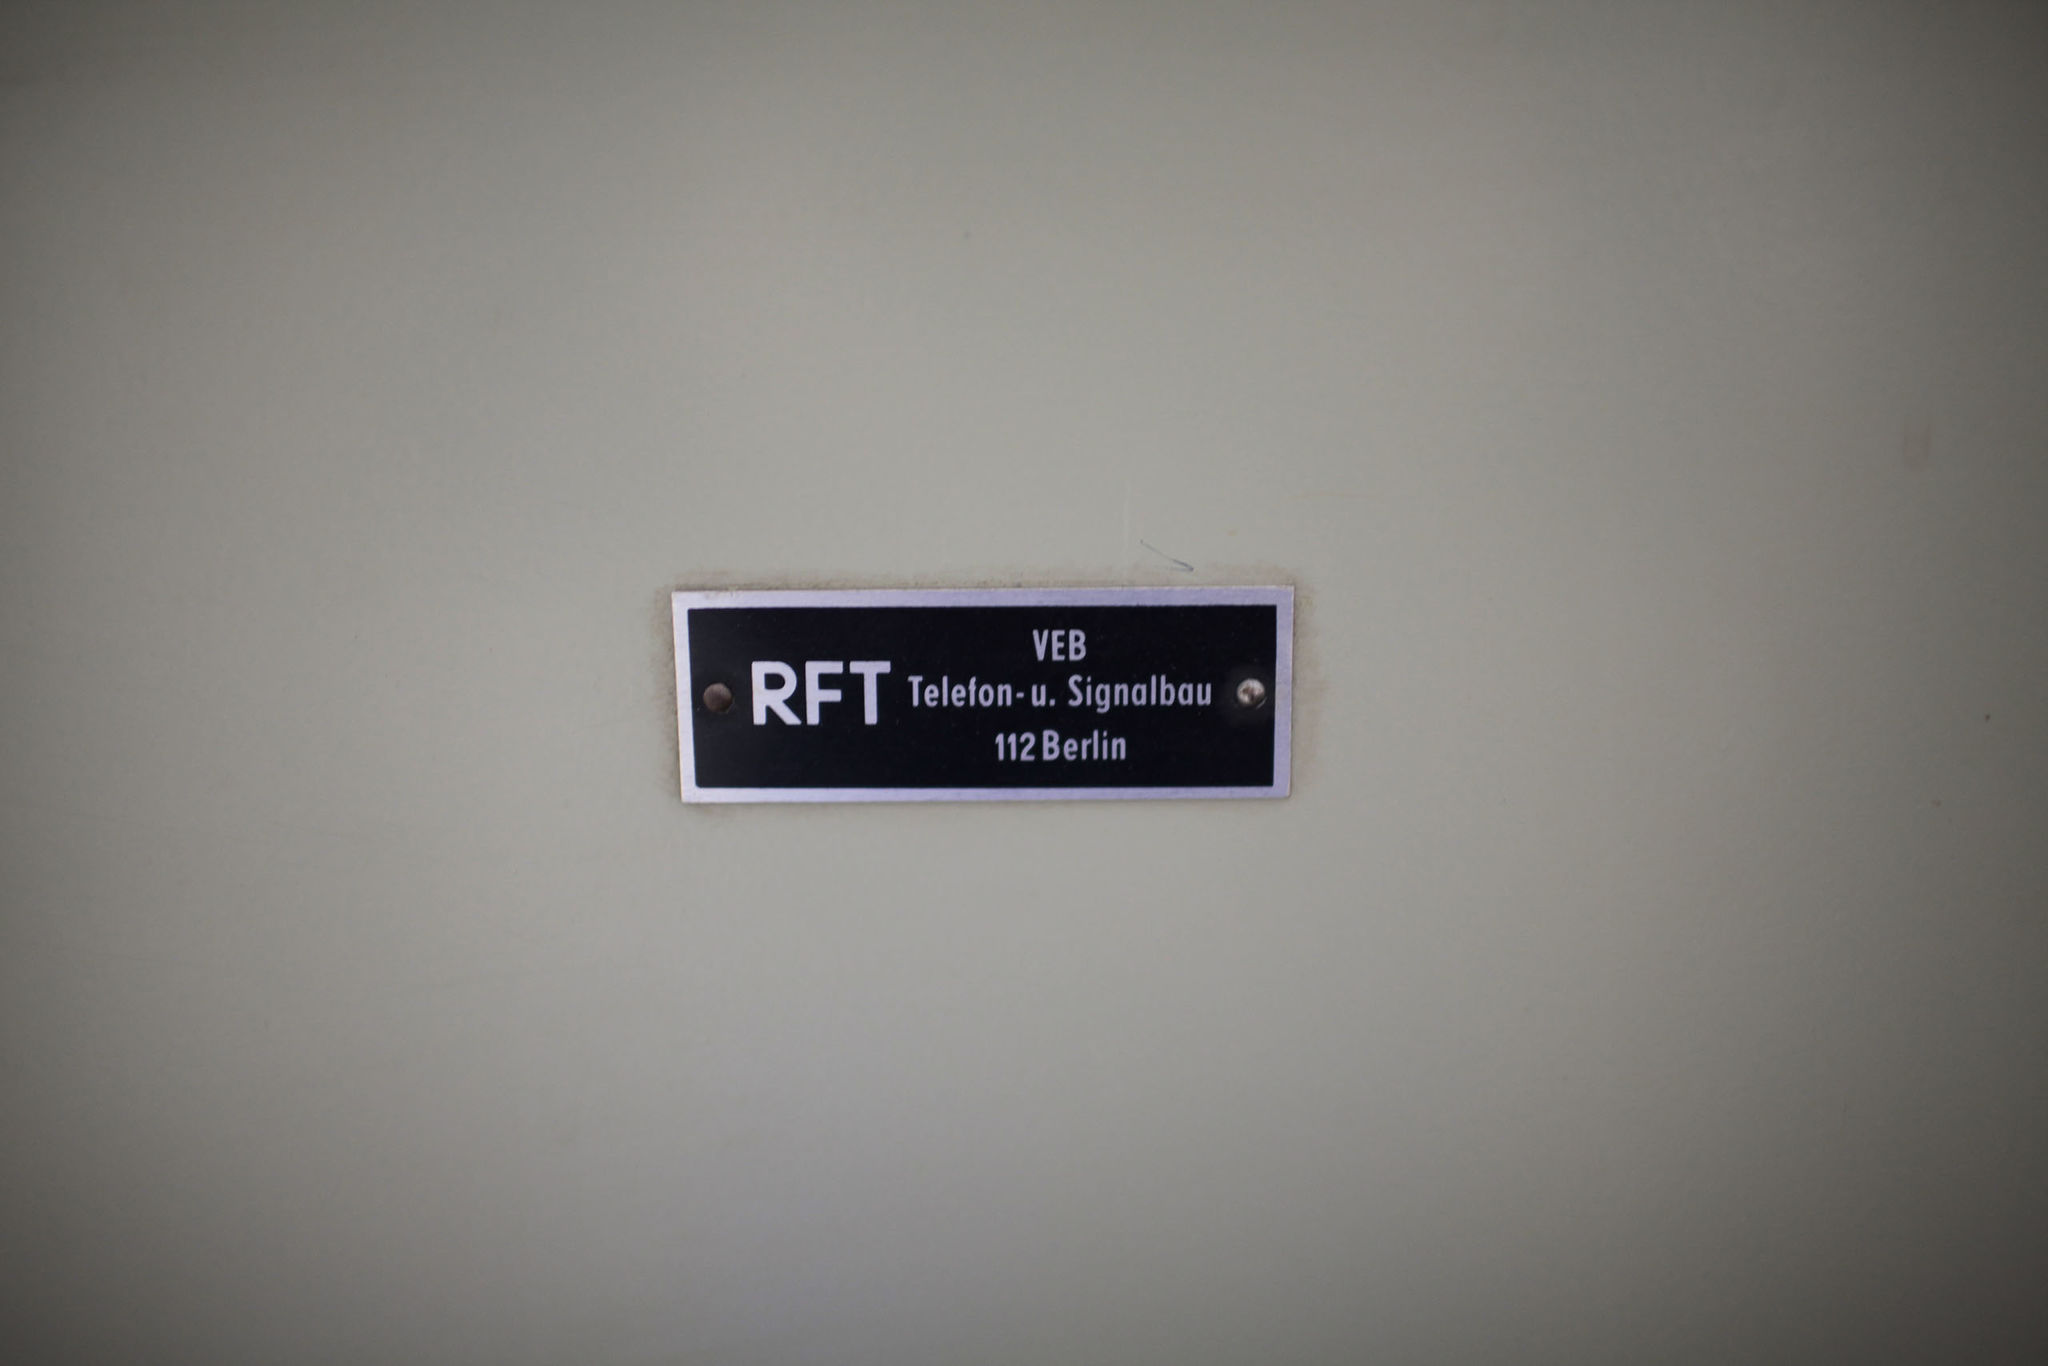 RFT
VEB
Telefon- u. Signalbau
112 Berlin